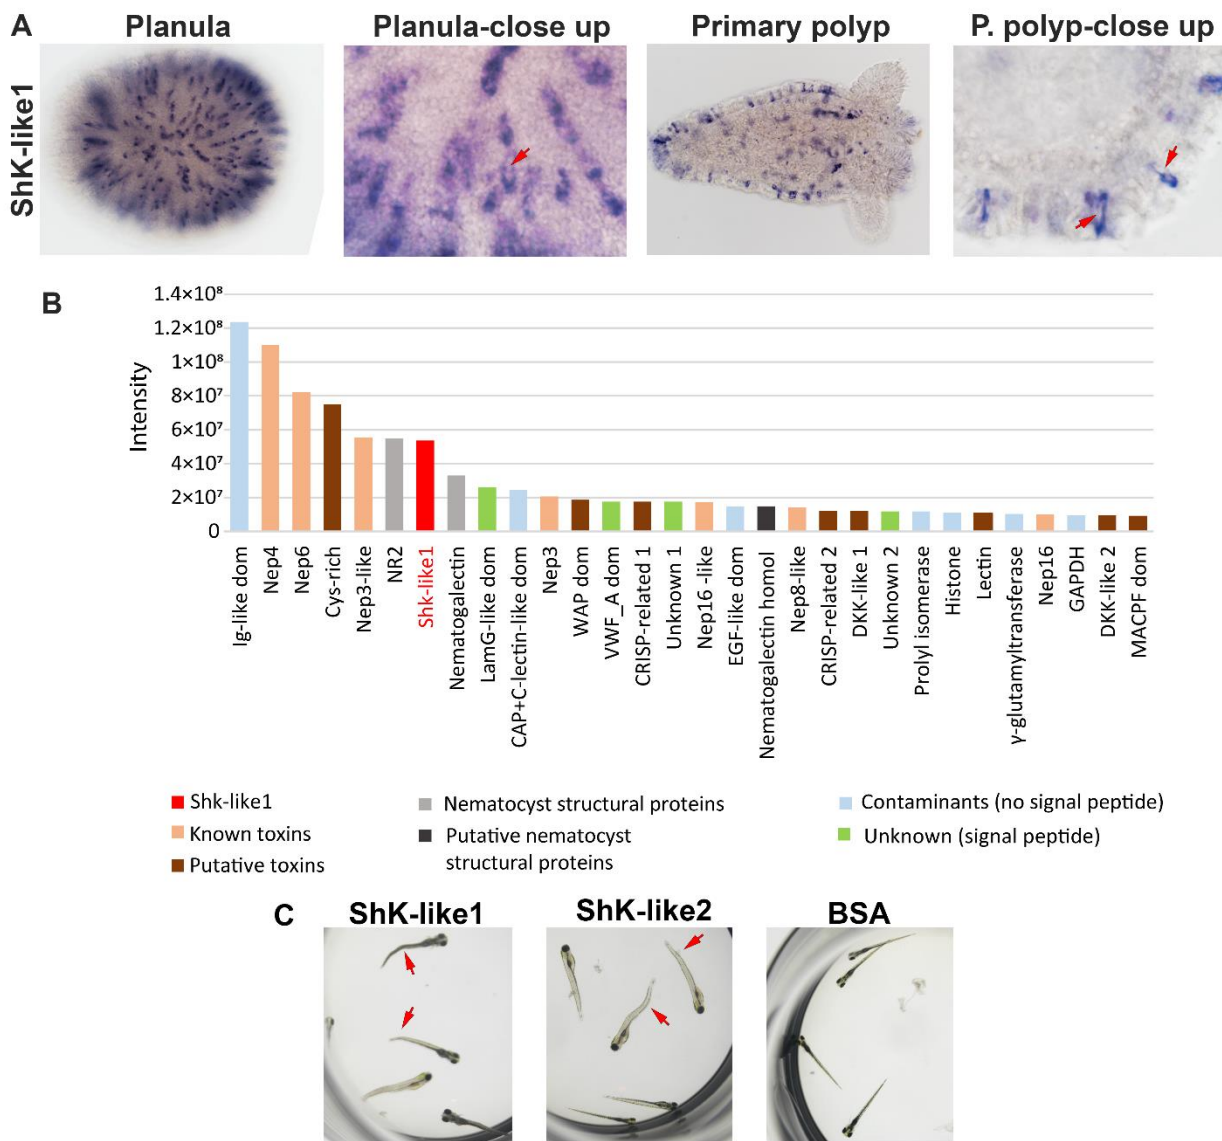 A
Planula
Planula-close up
Primary polyp
P. polyp-close up
ShK-like1
B
Intensity
1.4×10⁸
1.2×10⁸
1×10⁸
8×10⁷
6×10⁷
4×10⁷
2×10⁷
0
Ig-like dom
Nep4
Nep6
Cys-rich
Nep3-like
NR2
Shk-like1
Nematogalectin
LamG-like dom
CAP+C-lectin-like dom
Nep3
WAP dom
VWF_A dom
CRISP-related 1
Unknown 1
Nep16 -like
EGF-like dom
Nematogalectin homol
Nep8-like
CRISP-related 2
DKK-like 1
Unknown 2
Prolyl isomerase
Histone
Lectin
γ-glutamyltransferase
Nep16
GAPDH
DKK-like 2
MACPF dom
Shk-like1
Known toxins
Putative toxins
Nematocyst structural proteins
Putative nematocyst
structural proteins
Contaminants (no signal peptide)
Unknown (signal peptide)
C
ShK-like1
ShK-like2
BSA